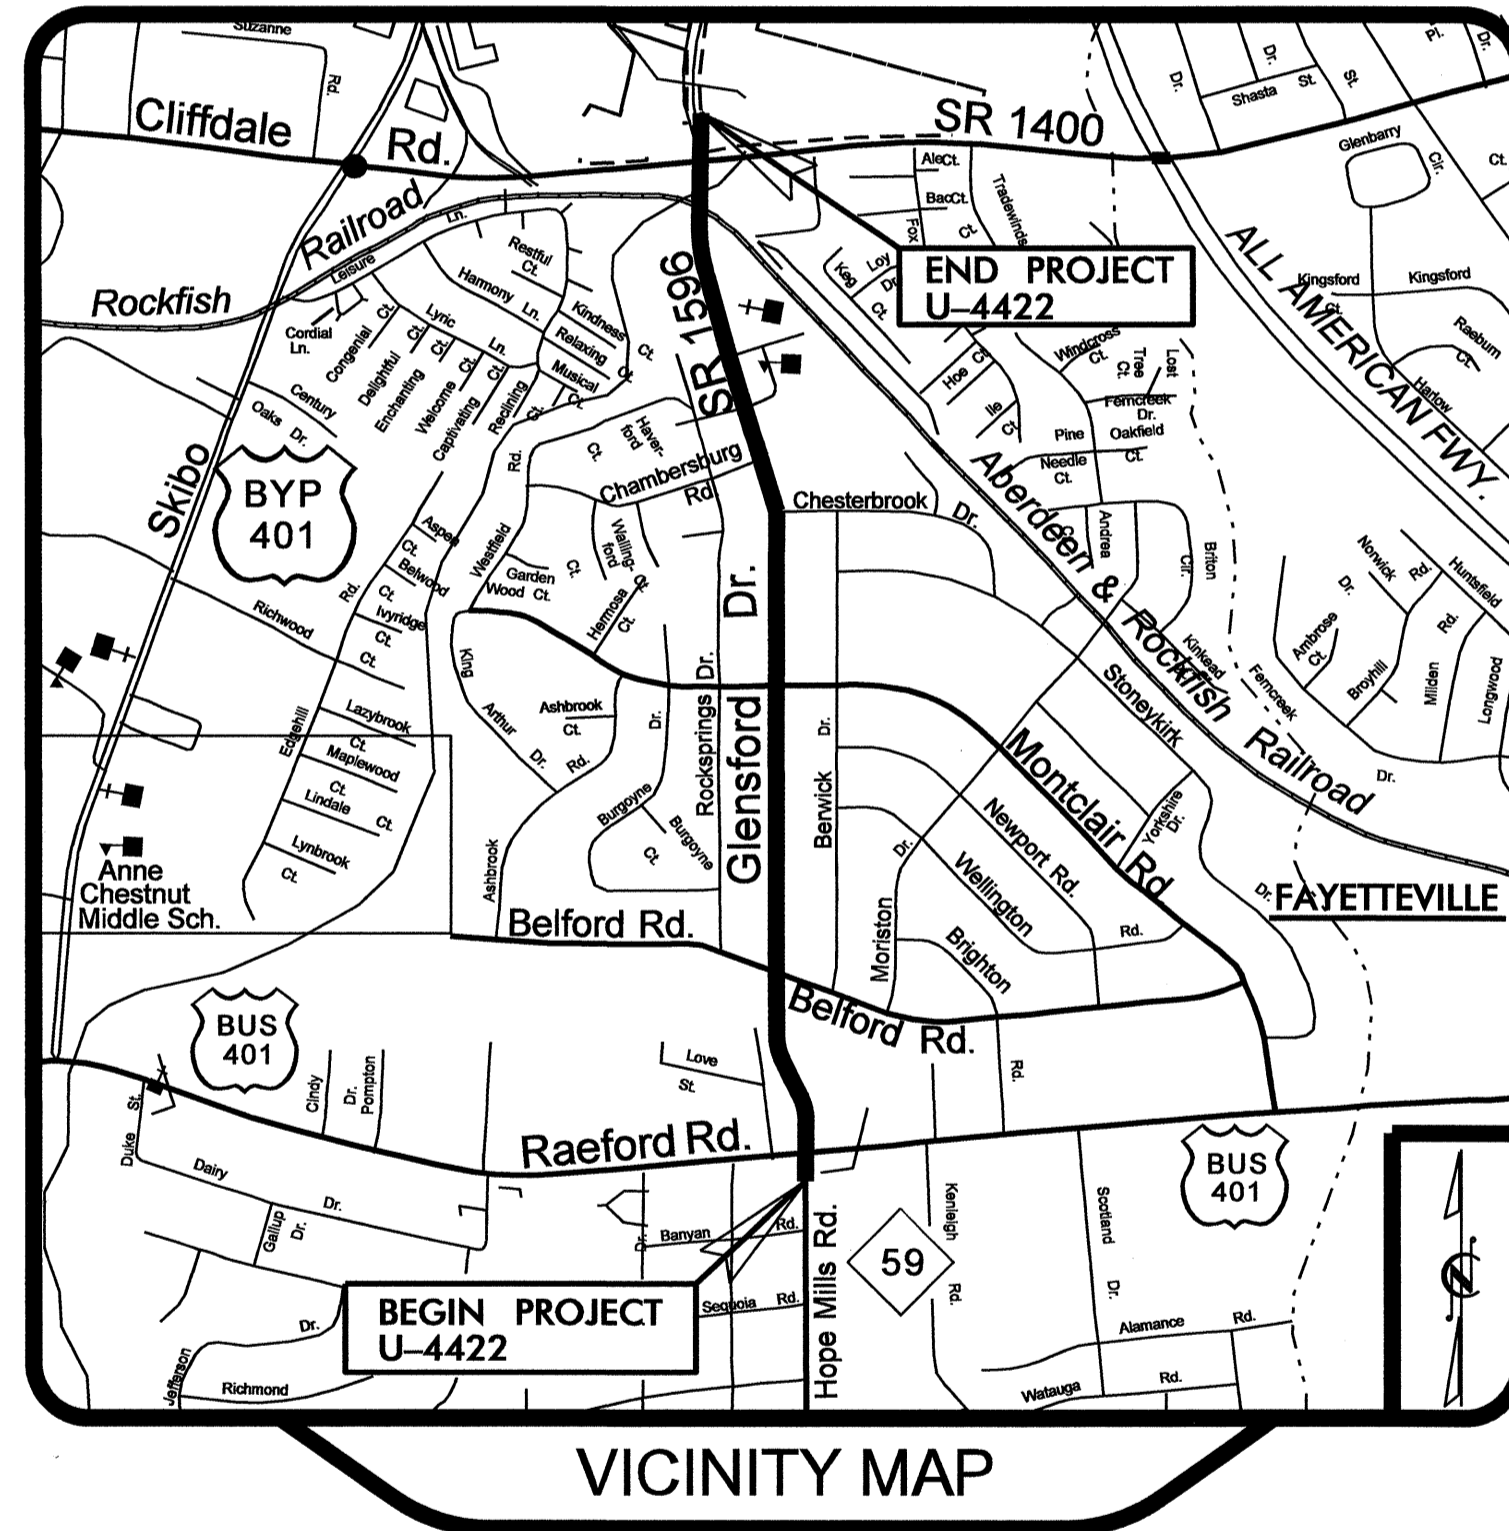 Suzanne
Rd.
Cliffdale Rd.
SR 1400
Dr.
Dr.
Shasta St.
St.
Pl.
Dr.
Glenbarry
Cir.
Ct.
Railroad
Rockfish
Leisure Ln.
Restful
Ct.
Harmony Ln.
Kindness
Ct.
Relaxing
Ct.
Musical
Ct.
Lyric Ln.
Cordial
Ln.
Congenial Ct.
Delightful Ct.
Enchanting Ct.
Welcome Ct.
Captivating Ct.
Reclining Ct.
Century
Oaks Dr.
Skibo
BYP
401
SR 1596
AleCt.
BacCt.
Fox
Ct.
Tradewinds
Keg
Ct.
Loy
Dr.
END PROJECT
U–4422
ALL AMERICAN FWY.
Kingsford
Ct.
Kingsford
Raeburn
Ct.
Harlow
Hoe Ct
Ile
Ct
Windcross
Ct.
Tree
Ct.
Lost
Ferncreek
Dr.
Pine
Needle
Ct.
Oakfield
Ct.
Haver-
ford
Ct.
Chambersburg
Rd.
Rd.
Westfield
Walling-
ford
Ct.
Garden
Wood Ct.
Ct.
Hermosa
Ct.
Chesterbrook Dr.
Aberdeen & Rockfish Railroad
Andrea
Cir.
Briton
Kinkead
Ct.
Ferncreek
Dr.
Norwick
Dr.
Rd.
Huntsfield
Rd.
Ambrose
Ct.
Broyhill
Milden
Longwood
Aspen
Ct.
Belwood
Ct.
Ivyridge
Ct.
Ct.
Richwood
Rd.
Edgehill
Lazybrook
Ct.
Maplewood
Ct.
Lindale
Ct.
Lynbrook
Ct.
King
Arthur
Dr.
Ashbrook
Ct.
Rd.
Ashbrook
Dr.
Burgoyne
Ct.
Burgoyne
Rocksprings Dr.
Glensford Dr.
Berwick Dr.
Stoneykirk
Dr.
Montclair Rd.
Yorkshire
Dr.
Newport Rd.
Wellington
Rd.
Brighton
Rd.
Moriston
Dr.
FAYETTEVILLE
Anne
Chestnut
Middle Sch.
Belford Rd.
Belford Rd.
BUS
401
Cindy
Dr.
Pompton
Love
St.
Duke St.
Raeford Rd.
Dairy Dr.
Gallup
Dr.
Dr.
Banyan Rd.
Sequoia Rd.
Hope Mills Rd.
59
Kenleigh
Rd.
Scotland
Dr.
BUS
401
Alamance Rd.
Watauga Rd.
BEGIN PROJECT
U–4422
Jefferson
Dr.
Richmond
VICINITY MAP